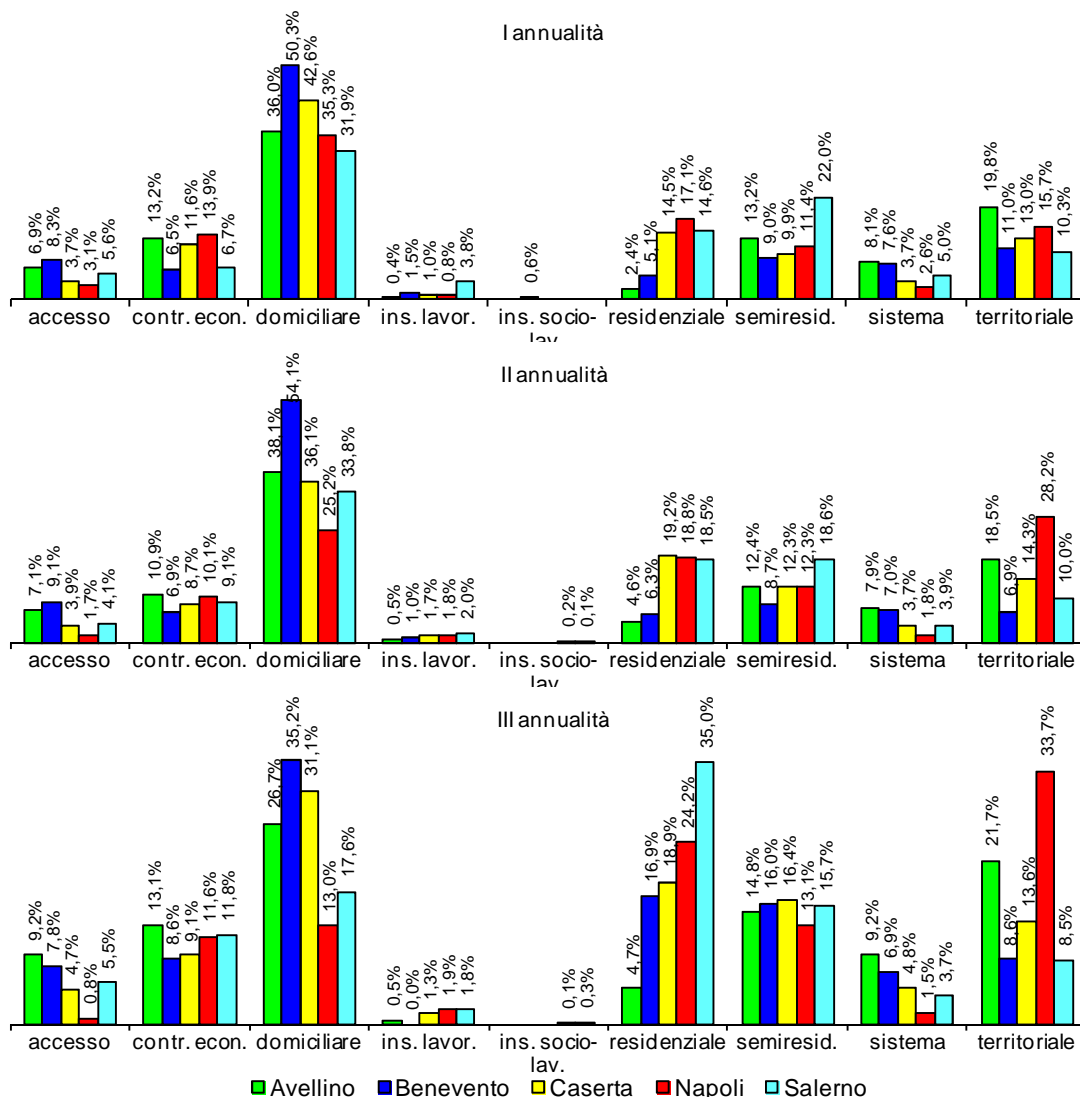 I annualità
6,9% 8,3% 3,7% 3,1% 5,6%
13,2% 6,5% 11,6% 13,9% 6,7%
36,0% 50,3% 42,6% 35,3% 31,9%
0,4% 1,5% 1,0% 0,8% 3,8%
0,6%
2,4% 5,1% 14,5% 17,1% 14,6%
13,2% 9,0% 9,9% 11,4% 22,0%
8,1% 7,6% 3,7% 2,6% 5,0%
19,8% 11,0% 13,0% 15,7% 10,3%
accesso contr. econ. domiciliare ins. lavor. ins. socio- residenziale semiresid. sistema territoriale
lav.
II annualità
7,1% 9,1% 3,9% 1,7% 4,1%
10,9% 6,9% 8,7% 10,1% 9,1%
38,1% 54,1% 36,1% 25,2% 33,8%
0,5% 1,0% 1,7% 1,8% 2,0%
0,2% 0,1%
4,6% 6,3% 19,2% 18,8% 18,5%
12,4% 8,7% 12,3% 12,3% 18,6%
7,9% 7,0% 3,7% 1,8% 3,9%
18,5% 6,9% 14,3% 28,2% 10,0%
accesso contr. econ. domiciliare ins. lavor. ins. socio- residenziale semiresid. sistema territoriale
lav.
III annualità
9,2% 7,8% 4,7% 0,8% 5,5%
13,1% 8,6% 9,1% 11,6% 11,8%
26,7% 35,2% 31,1% 13,0% 17,6%
0,5% 0,0% 1,3% 1,9% 1,8%
0,1% 0,3%
4,7% 16,9% 18,9% 24,2% 35,0%
14,8% 16,0% 16,4% 13,1% 15,7%
9,2% 6,9% 4,8% 1,5% 3,7%
21,7% 8,6% 13,6% 33,7% 8,5%
accesso contr. econ. domiciliare ins. lavor. ins. socio- residenziale semiresid. sistema territoriale
lav.
Avellino Benevento Caserta Napoli Salerno